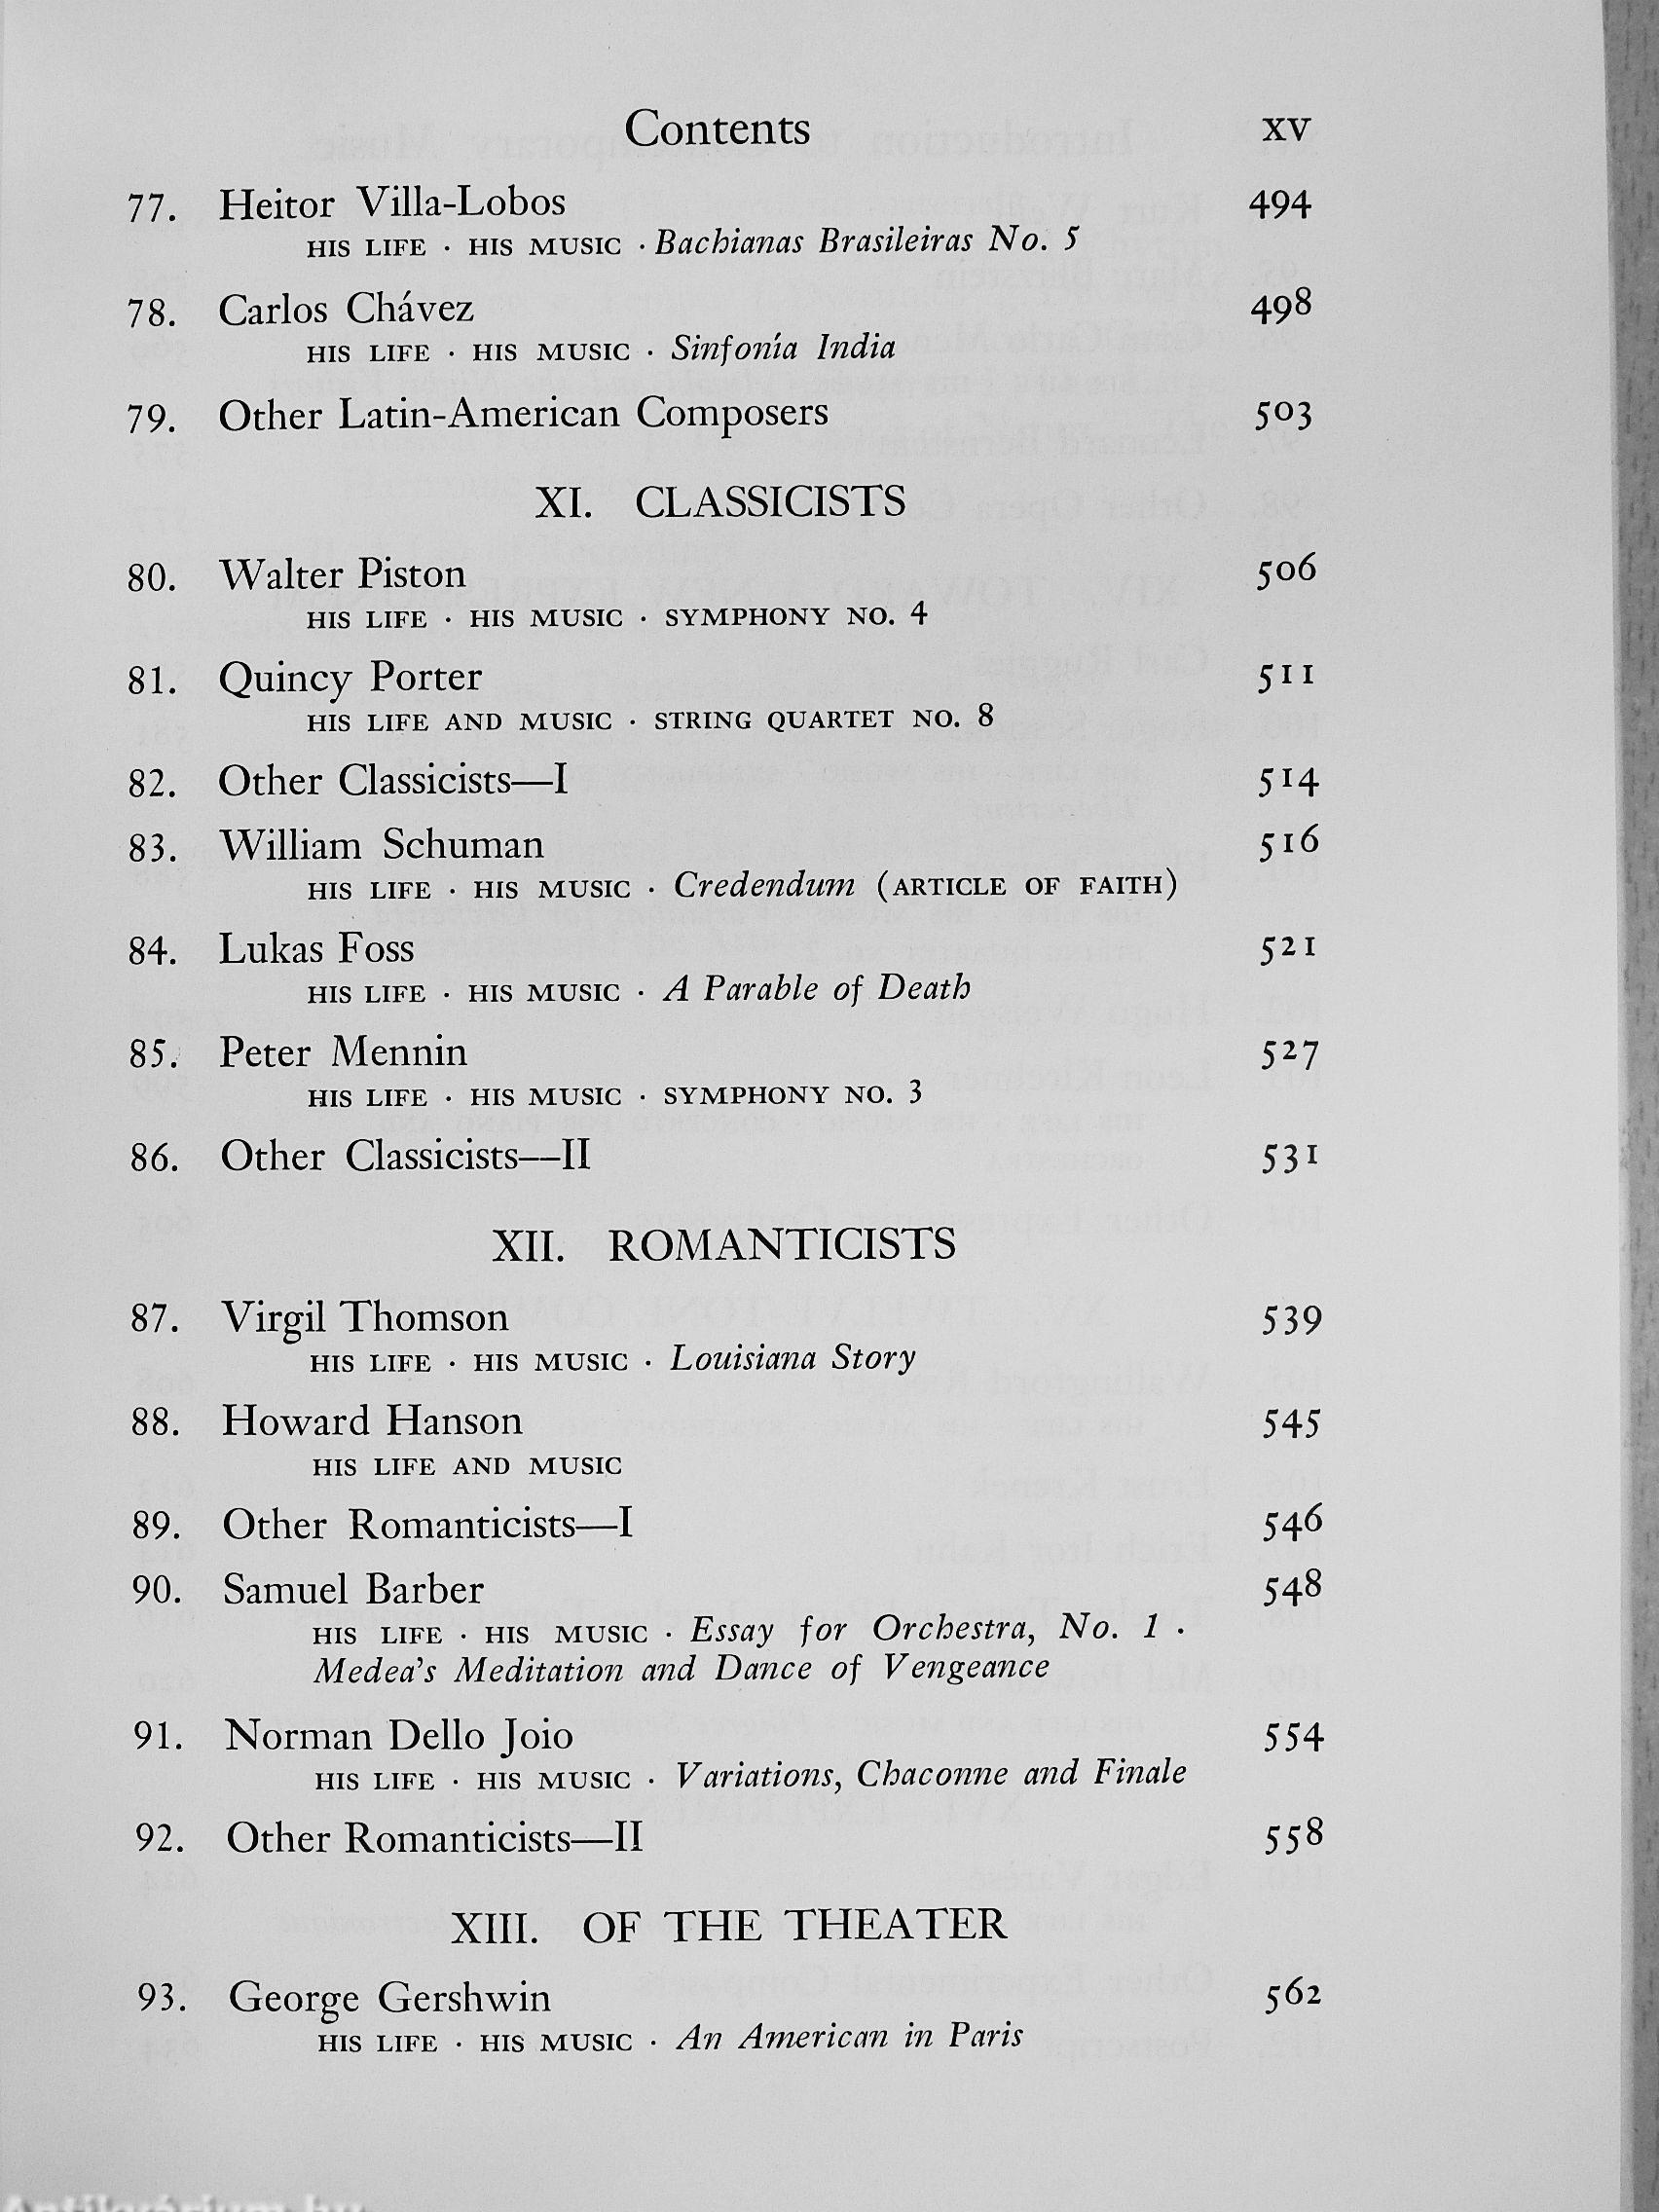 Contents xv
77. Heitor Villa-Lobos 494
HIS LIFE · HIS MUSIC · Bachianas Brasileiras No. 5
78. Carlos Chávez 498
HIS LIFE · HIS MUSIC · Sinfonía India
79. Other Latin-American Composers 503
XI. CLASSICISTS
80. Walter Piston 506
HIS LIFE · HIS MUSIC · SYMPHONY NO. 4
81. Quincy Porter 511
HIS LIFE AND MUSIC · STRING QUARTET NO. 8
82. Other Classicists—I 514
83. William Schuman 516
HIS LIFE · HIS MUSIC · Credendum (ARTICLE OF FAITH)
84. Lukas Foss 521
HIS LIFE · HIS MUSIC · A Parable of Death
85. Peter Mennin 527
HIS LIFE · HIS MUSIC · SYMPHONY NO. 3
86. Other Classicists—II 531
XII. ROMANTICISTS
87. Virgil Thomson 539
HIS LIFE · HIS MUSIC · Louisiana Story
88. Howard Hanson 545
HIS LIFE AND MUSIC
89. Other Romanticists—I 546
90. Samuel Barber 548
HIS LIFE · HIS MUSIC · Essay for Orchestra, No. 1 ·
Medea's Meditation and Dance of Vengeance
91. Norman Dello Joio 554
HIS LIFE · HIS MUSIC · Variations, Chaconne and Finale
92. Other Romanticists—II 558
XIII. OF THE THEATER
93. George Gershwin 562
HIS LIFE · HIS MUSIC · An American in Paris